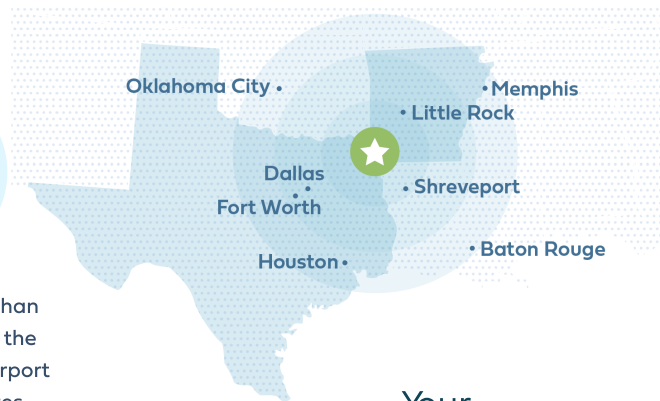 Oklahoma City
Memphis
Little Rock
Dallas
Shreveport
Fort Worth
Baton Rouge
Houston
han
the
rport
Your